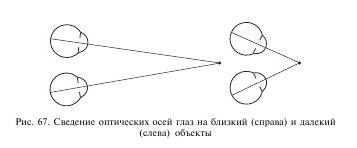 Рис. 67. Сведение оптических осей глаз на близкий (справа) и далекий
(слева) объекты